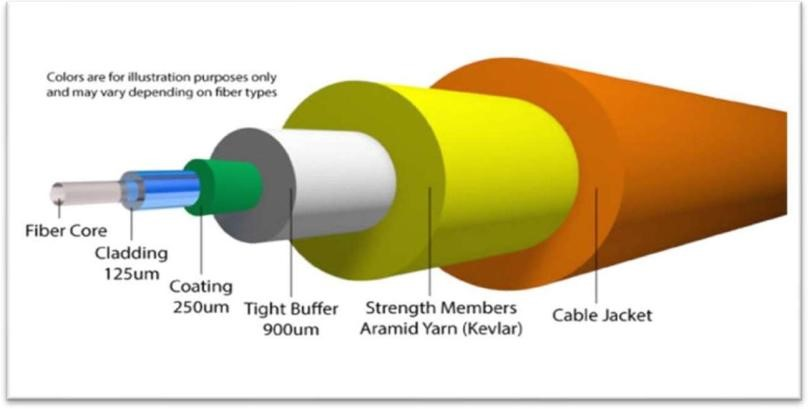 Colors are for illustration purposes only
and may vary depending on fiber types
Fiber Core
Cladding
125um
Coating
250um
Tight Buffer
900um
Strength Members
Aramid Yarn (Kevlar)
Cable Jacket